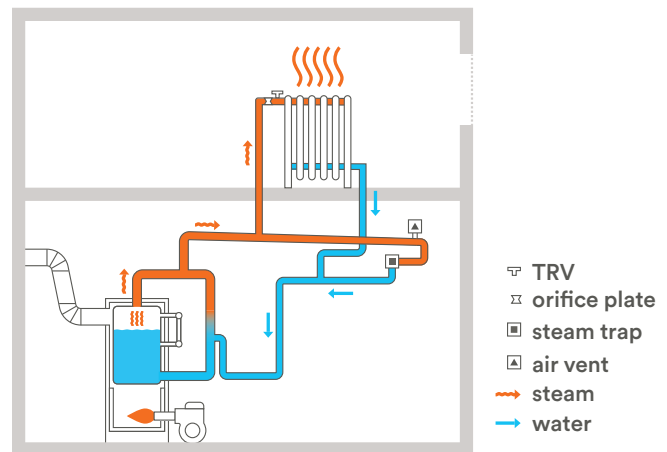 TRV
orifice plate
steam trap
air vent
steam
water